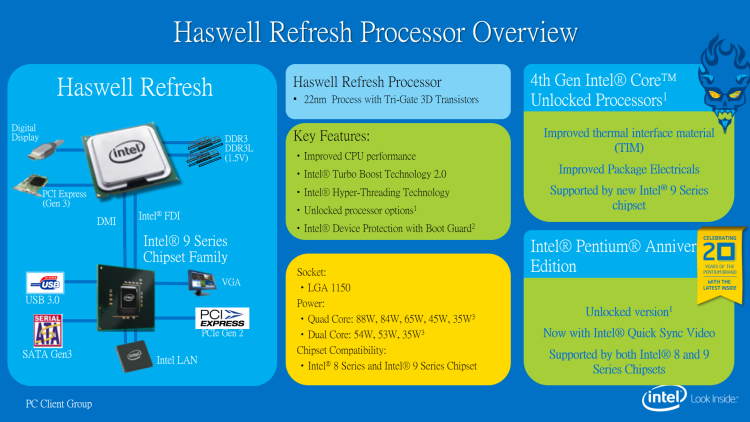 Haswell Refresh Processor Overview
Haswell Refresh
Digital
Display
intel
DDR3
DDR3L
(1.5V)
PCI Express
(Gen 3)
DMI
Intel® FDI
Intel® 9 Series
Chipset Family
USB
USB 3.0
VGA
SERIAL
ATA
SATA Gen3
PCI
EXPRESS
PCIe Gen 2
intel
Intel LAN
Haswell Refresh Processor
• 22nm Process with Tri-Gate 3D Transistors
Key Features:
• Improved CPU performance
• Intel® Turbo Boost Technology 2.0
• Intel® Hyper-Threading Technology
• Unlocked processor options¹
• Intel® Device Protection with Boot Guard²
Socket:
• LGA 1150
Power:
• Quad Core: 88W, 84W, 65W, 45W, 35W³
• Dual Core: 54W, 53W, 35W³
Chipset Compatibility:
• Intel® 8 Series and Intel® 9 Series Chipset
4th Gen Intel® Core™
Unlocked Processors¹
Improved thermal interface material
(TIM)
Improved Package Electricals
Supported by new Intel® 9 Series
chipset
Intel® Pentium® Anniver
Edition
CELEBRATING
20
YEARS OF THE
PENTIUM BRAND
WITH THE
LATEST INSIDE
Unlocked version¹
Now with Intel® Quick Sync Video
Supported by both Intel® 8 and 9
Series Chipsets
PC Client Group
intel Look Inside.™